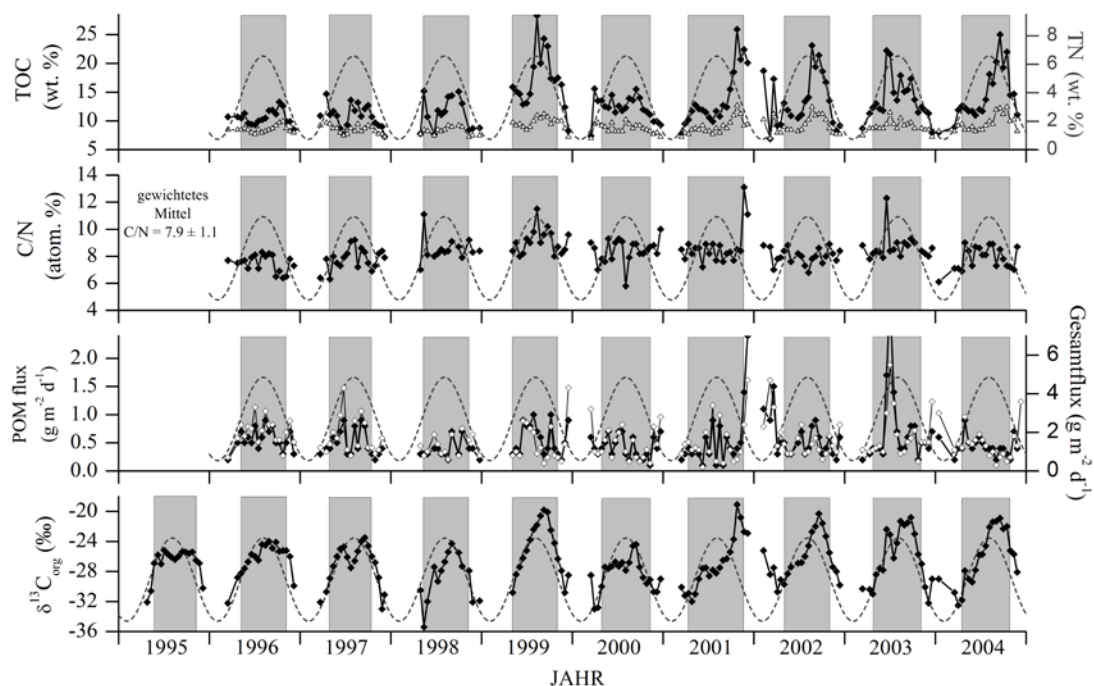 25
20
15
10
5
TOC
(wt. %)
8
6
4
2
0
TN (wt. %)
14
12
10
8
6
4
C/N
(atom. %)
gewichtetes
Mittel
C/N = 7.9 ± 1.1
2.0
1.5
1.0
0.5
0.0
POM flux
(g m⁻² d⁻¹)
6
4
2
0
Gesamtflux (g m⁻² d⁻¹)
-20
-24
-28
-32
-36
δ¹³C org (‰)
1995 1996 1997 1998 1999 2000 2001 2002 2003 2004
JAHR